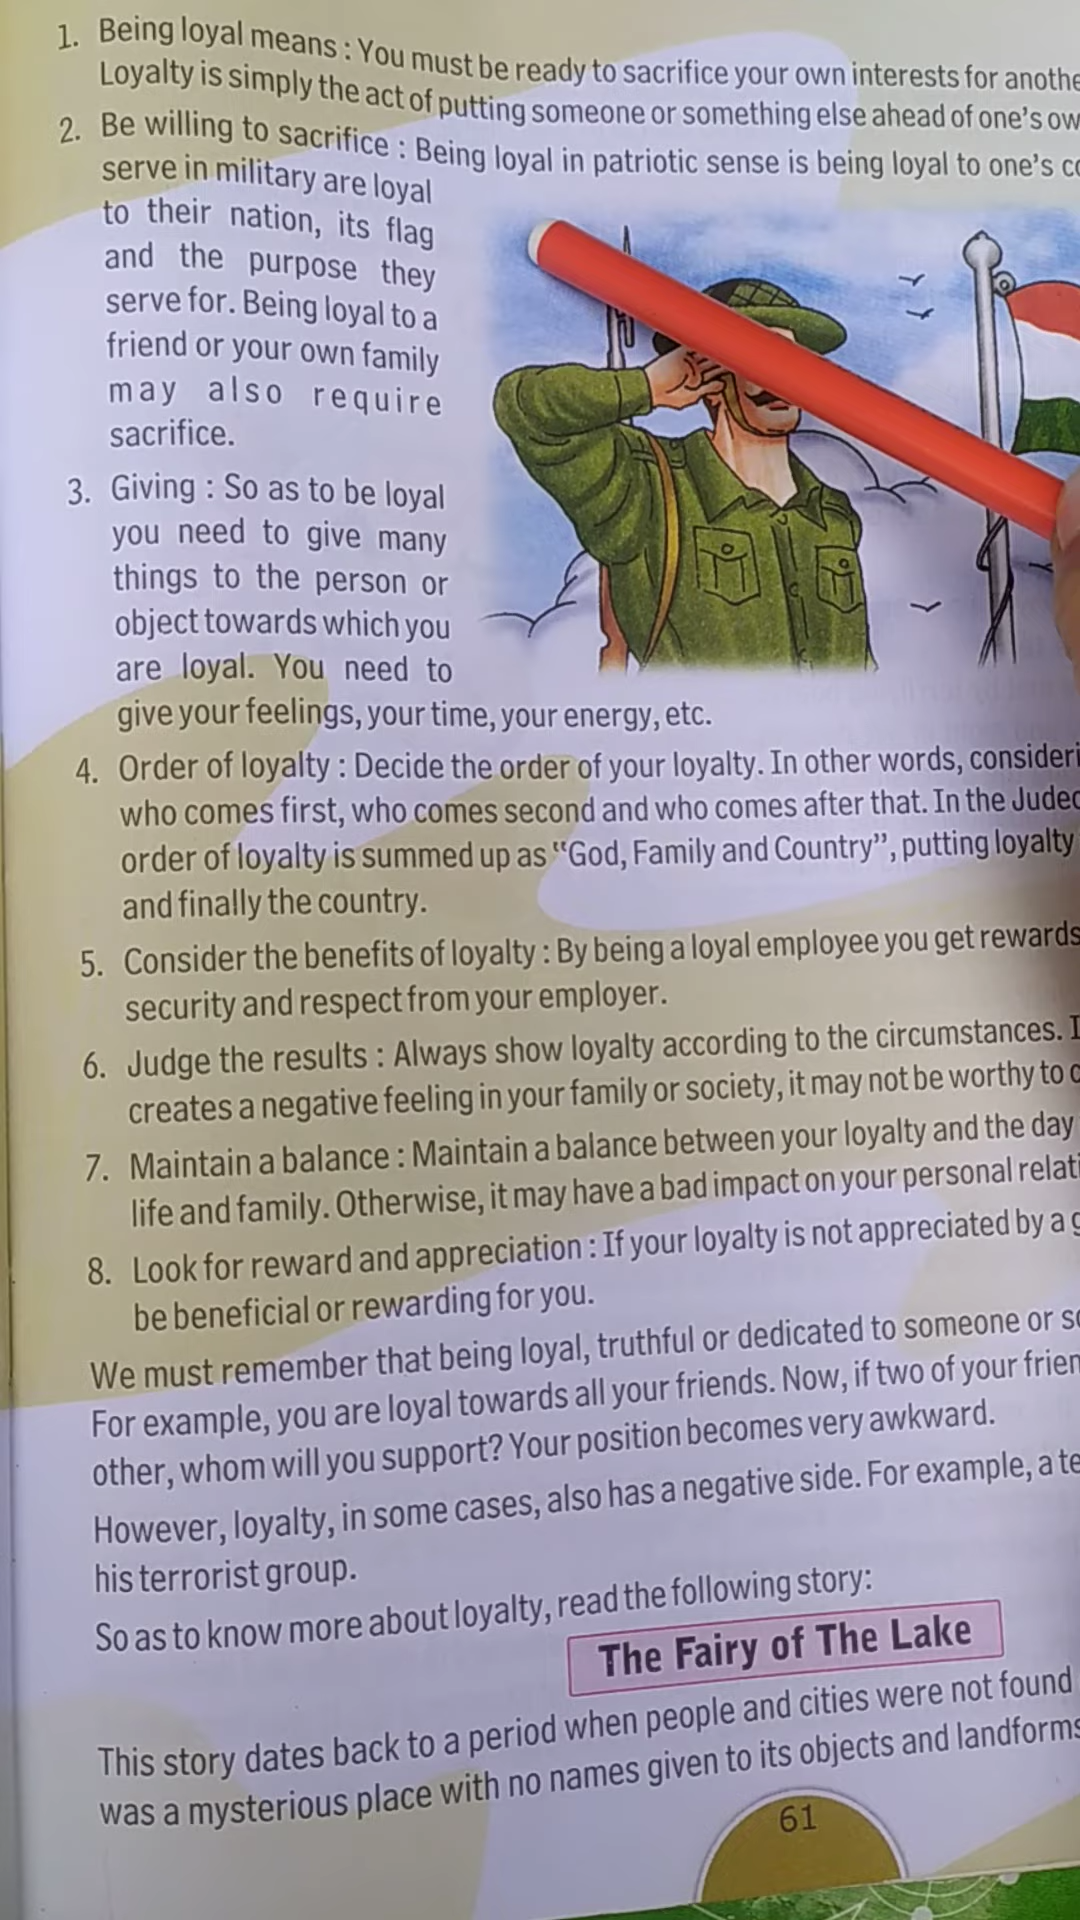 1. Being loyal means : You must be ready to sacrifice your own interests for
Loyalty is simply the act of putting someone or something else ahead of one's
2. Be willing to sacrifice : Being loyal in patriotic sense is being loyal to one's
serve in military are loyal
to their nation, its flag
and the purpose they
serve for. Being loyal to a
friend or your own family
may also require
sacrifice.
3. Giving : So as to be loyal
you need to give many
things to the person or
object towards which you
are loyal. You need to
give your feelings, your time, your energy, etc.
4. Order of loyalty : Decide the order of your loyalty. In other words,
who comes first, who comes second and who comes after that. In the
order of loyalty is summed up as "God, Family and Country", putting loyalty
and finally the country.
5. Consider the benefits of loyalty : By being a loyal employee you get rewards
security and respect from your employer.
6. Judge the results : Always show loyalty according to the circumstances.
creates a negative feeling in your family or society, it may not be worthy to
7. Maintain a balance : Maintain a balance between your loyalty and the day
life and family. Otherwise, it may have a bad impact on your personal
8. Look for reward and appreciation : If your loyalty is not appreciated by a
be beneficial or rewarding for you.
We must remember that being loyal, truthful or dedicated to someone or
For example, you are loyal towards all your friends. Now, if two of your
other, whom will you support? Your position becomes very awkward.
However, loyalty, in some cases, also has a negative side. For example, a
his terrorist group.
So as to know more about loyalty, read the following story:
The Fairy of The Lake
This story dates back to a period when people and cities were not found
was a mysterious place with no names given to its objects and landforms
61